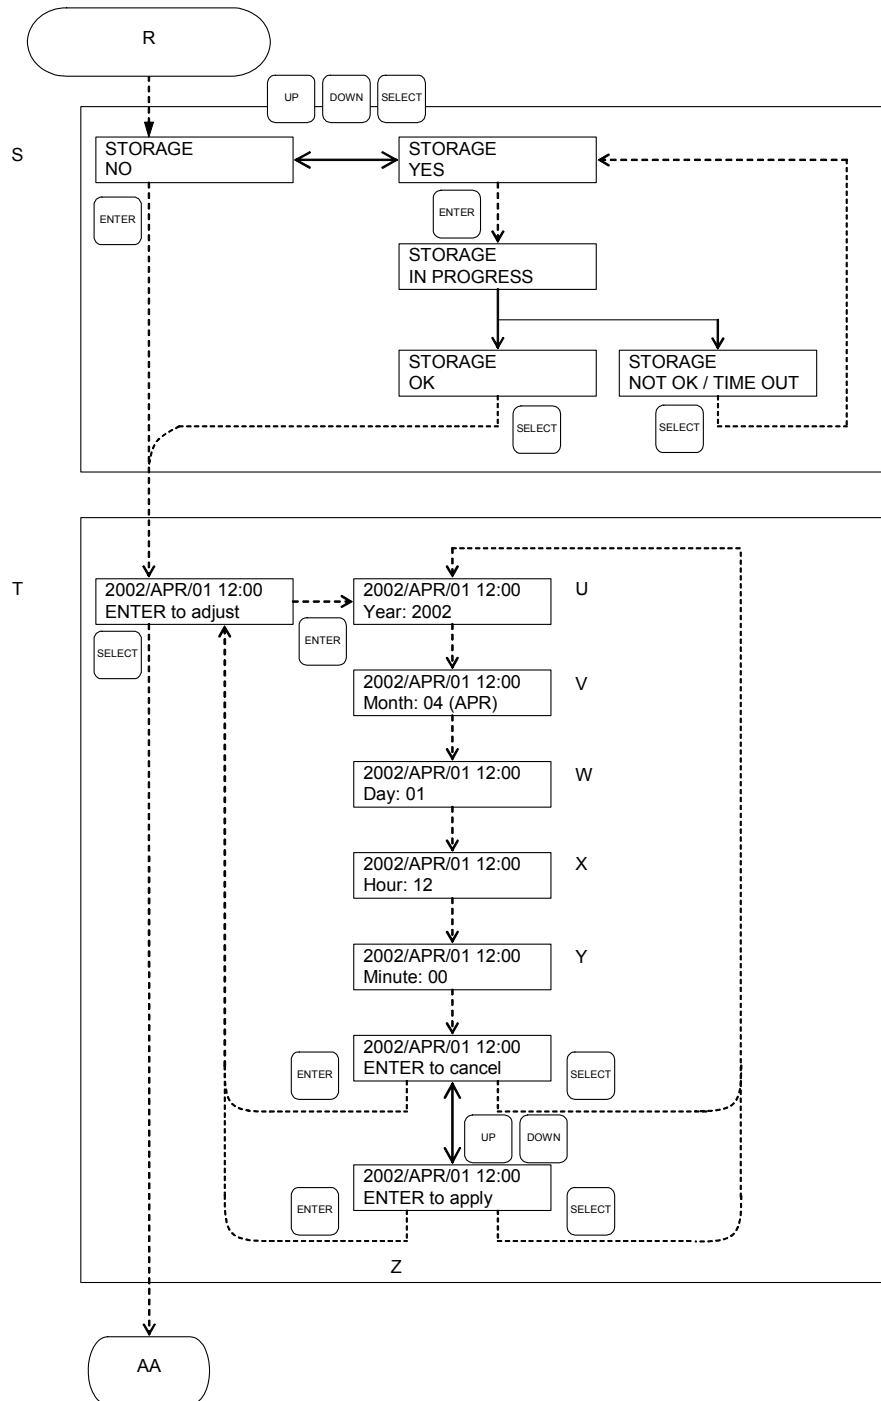 R
UP
DOWN
SELECT
S
STORAGE
NO
STORAGE
YES
ENTER
ENTER
STORAGE
IN PROGRESS
STORAGE
OK
STORAGE
NOT OK / TIME OUT
SELECT
SELECT
T
2002/APR/01 12:00
ENTER to adjust
2002/APR/01 12:00
Year: 2002
U
SELECT
ENTER
2002/APR/01 12:00
Month: 04 (APR)
V
2002/APR/01 12:00
Day: 01
W
2002/APR/01 12:00
Hour: 12
X
2002/APR/01 12:00
Minute: 00
Y
2002/APR/01 12:00
ENTER to cancel
ENTER
SELECT
UP
DOWN
2002/APR/01 12:00
ENTER to apply
ENTER
SELECT
Z
AA